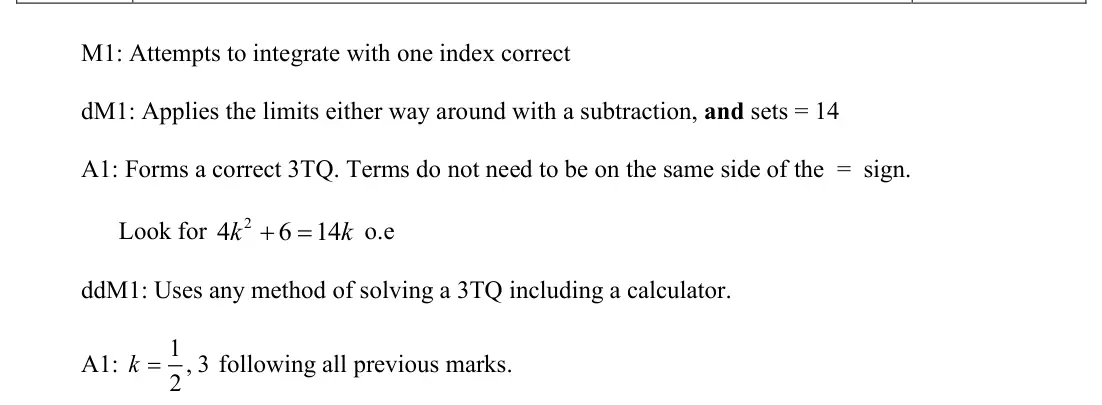 M1: Attempts to integrate with one index correct
dM1: Applies the limits either way around with a subtraction, and sets = 14
A1: Forms a correct 3TQ. Terms do not need to be on the same side of the = sign.
Look for 4k² + 6 = 14k o.e
ddM1: Uses any method of solving a 3TQ including a calculator.
A1: k = 1/2, 3 following all previous marks.